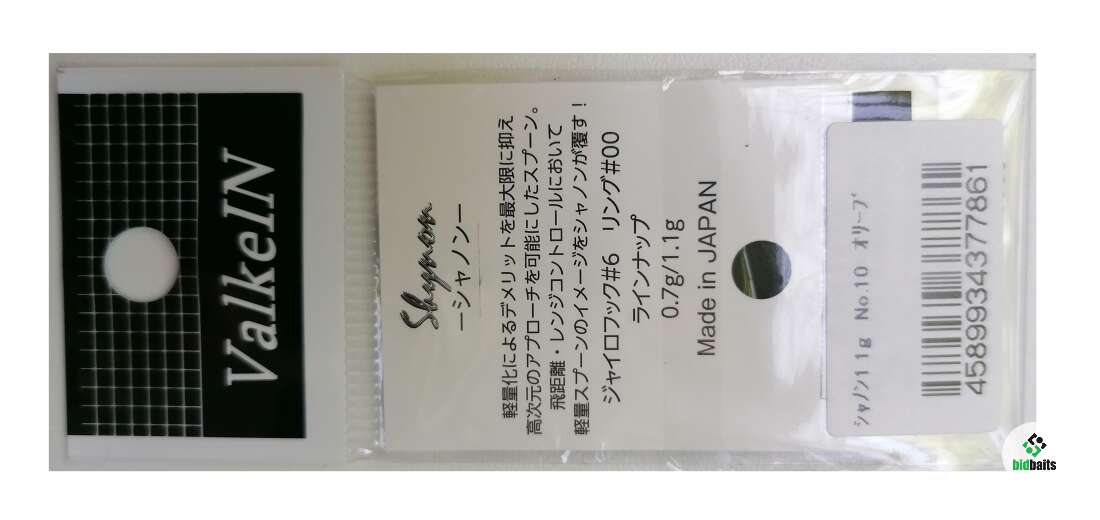 ValkeIN
Shynon
ーシャノンー
軽量化によるデメリットを最大限に抑え
高次元のアプローチを可能にしたスプーン。
飛距離・レンジコントロールにおいて
軽量スプーンのイメージをシャノンが覆す！
ジャイロフック#6 リング#00
ラインナップ
0.7g/1.1g
Made in JAPAN
ｼｬﾉﾝ1 1g No.10 ｵﾘｰﾌﾞ
4589934377861
bidbaits